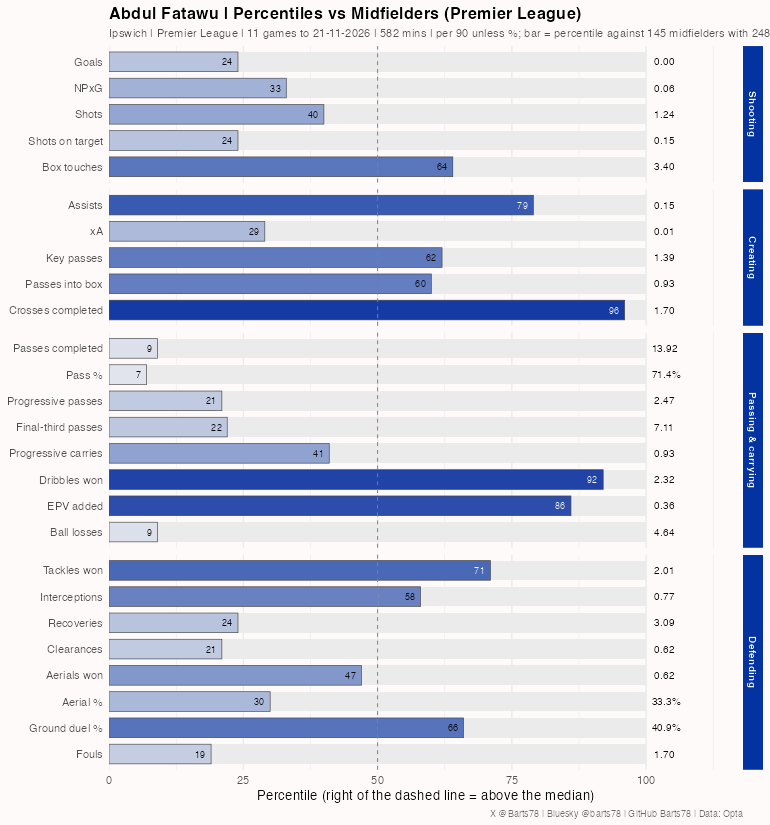 Abdul Fatawu | Percentiles vs Midfielders (Premier League)
Ipswich | Premier League | 11 games to 21-11-2026 | 582 mins | per 90 unless %; bar = percentile against 145 midfielders with 248
Goals 24 0.00
NPxG 33 0.06
Shots 40 1.24
Shots on target 24 0.15
Box touches 64 3.40
Shooting
Assists 79 0.15
xA 29 0.01
Key passes 62 1.39
Passes into box 60 0.93
Crosses completed 96 1.70
Creating
Passes completed 9 13.92
Pass % 7 71.4%
Progressive passes 21 2.47
Final-third passes 22 7.11
Progressive carries 41 0.93
Dribbles won 92 2.32
EPV added 86 0.36
Ball losses 9 4.64
Passing & carrying
Tackles won 71 2.01
Interceptions 58 0.77
Recoveries 24 3.09
Clearances 21 0.62
Aerials won 47 0.62
Aerial % 30 33.3%
Ground duel % 66 40.9%
Fouls 19 1.70
Defending
0 25 50 75 100
Percentile (right of the dashed line = above the median)
X @Barts78 | Bluesky @barts78 | GitHub Barts78 | Data: Opta